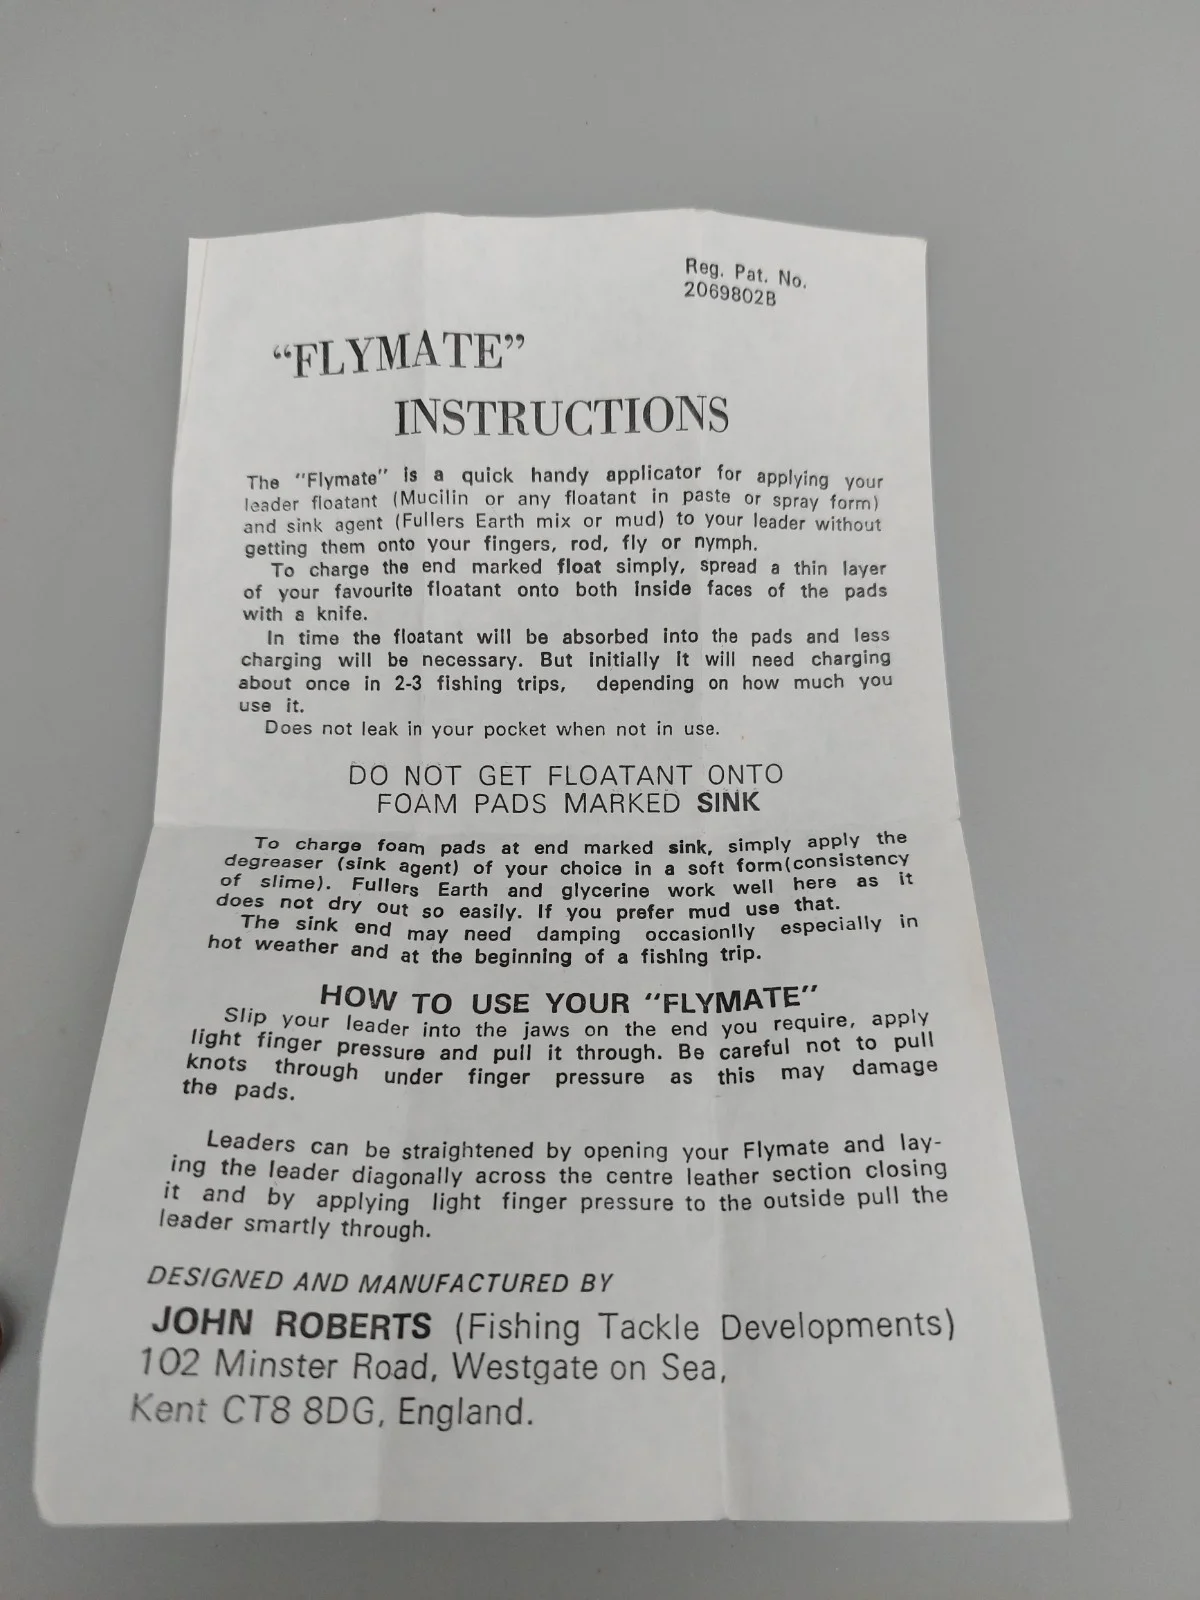 Reg. Pat. No.
2069802B
“FLYMATE”
INSTRUCTIONS
The "Flymate" is a quick handy applicator for applying your
leader floatant (Mucilin or any floatant in paste or spray form)
and sink agent (Fullers Earth mix or mud) to your leader without
getting them onto your fingers, rod, fly or nymph.
To charge the end marked float simply, spread a thin layer
of your favourite floatant onto both inside faces of the pads
with a knife.
In time the floatant will be absorbed into the pads and less
charging will be necessary. But initially it will need charging
about once in 2-3 fishing trips, depending on how much you
use it.
Does not leak in your pocket when not in use.
DO NOT GET FLOATANT ONTO
FOAM PADS MARKED SINK
To charge foam pads at end marked sink, simply apply the
degreaser (sink agent) of your choice in a soft form(consistency
of slime). Fullers Earth and glycerine work well here as it
does not dry out so easily. If you prefer mud use that.
The sink end may need damping occasionlly especially in
hot weather and at the beginning of a fishing trip.
HOW TO USE YOUR "FLYMATE"
Slip your leader into the jaws on the end you require, apply
light finger pressure and pull it through. Be careful not to pull
knots through under finger pressure as this may damage
the pads.
Leaders can be straightened by opening your Flymate and lay-
ing the leader diagonally across the centre leather section closing
it and by applying light finger pressure to the outside pull the
leader smartly through.
DESIGNED AND MANUFACTURED BY
JOHN ROBERTS (Fishing Tackle Developments)
102 Minster Road, Westgate on Sea,
Kent CT8 8DG, England.